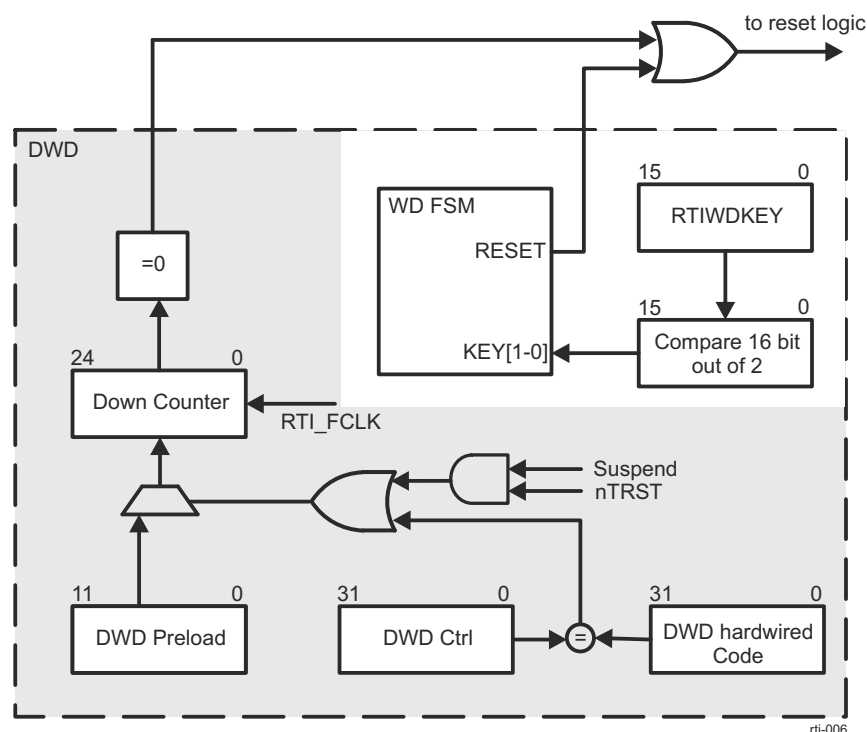 to reset logic
DWD
WD FSM
15 0
RTIWDKEY
RESET
=0
15 0
KEY[1-0]
Compare 16 bit
out of 2
24 0
Down Counter
RTI_FCLK
Suspend
nTRST
11 0
31 0
31 0
DWD Preload
DWD Ctrl
=
DWD hardwired
Code
rti-006